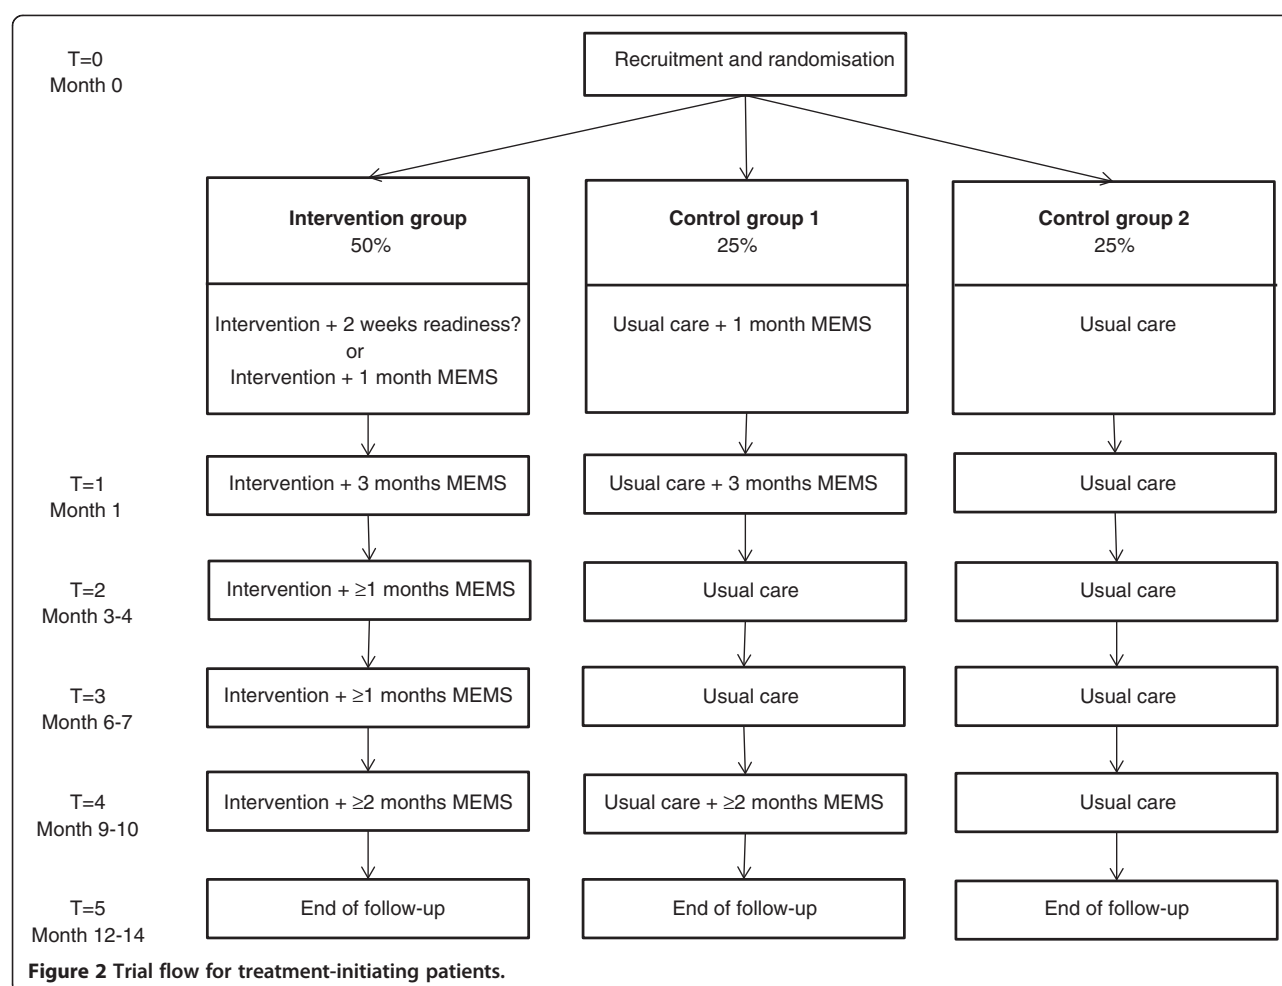 T=0
Month 0
Recruitment and randomisation
Intervention group
50%
Control group 1
25%
Control group 2
25%
Intervention + 2 weeks readiness?
or
Intervention + 1 month MEMS
Usual care + 1 month MEMS
Usual care
T=1
Month 1
Intervention + 3 months MEMS
Usual care + 3 months MEMS
Usual care
T=2
Month 3-4
Intervention + ≥1 months MEMS
Usual care
Usual care
T=3
Month 6-7
Intervention + ≥1 months MEMS
Usual care
Usual care
T=4
Month 9-10
Intervention + ≥2 months MEMS
Usual care + ≥2 months MEMS
Usual care
T=5
Month 12-14
End of follow-up
End of follow-up
End of follow-up
Figure 2 Trial flow for treatment-initiating patients.